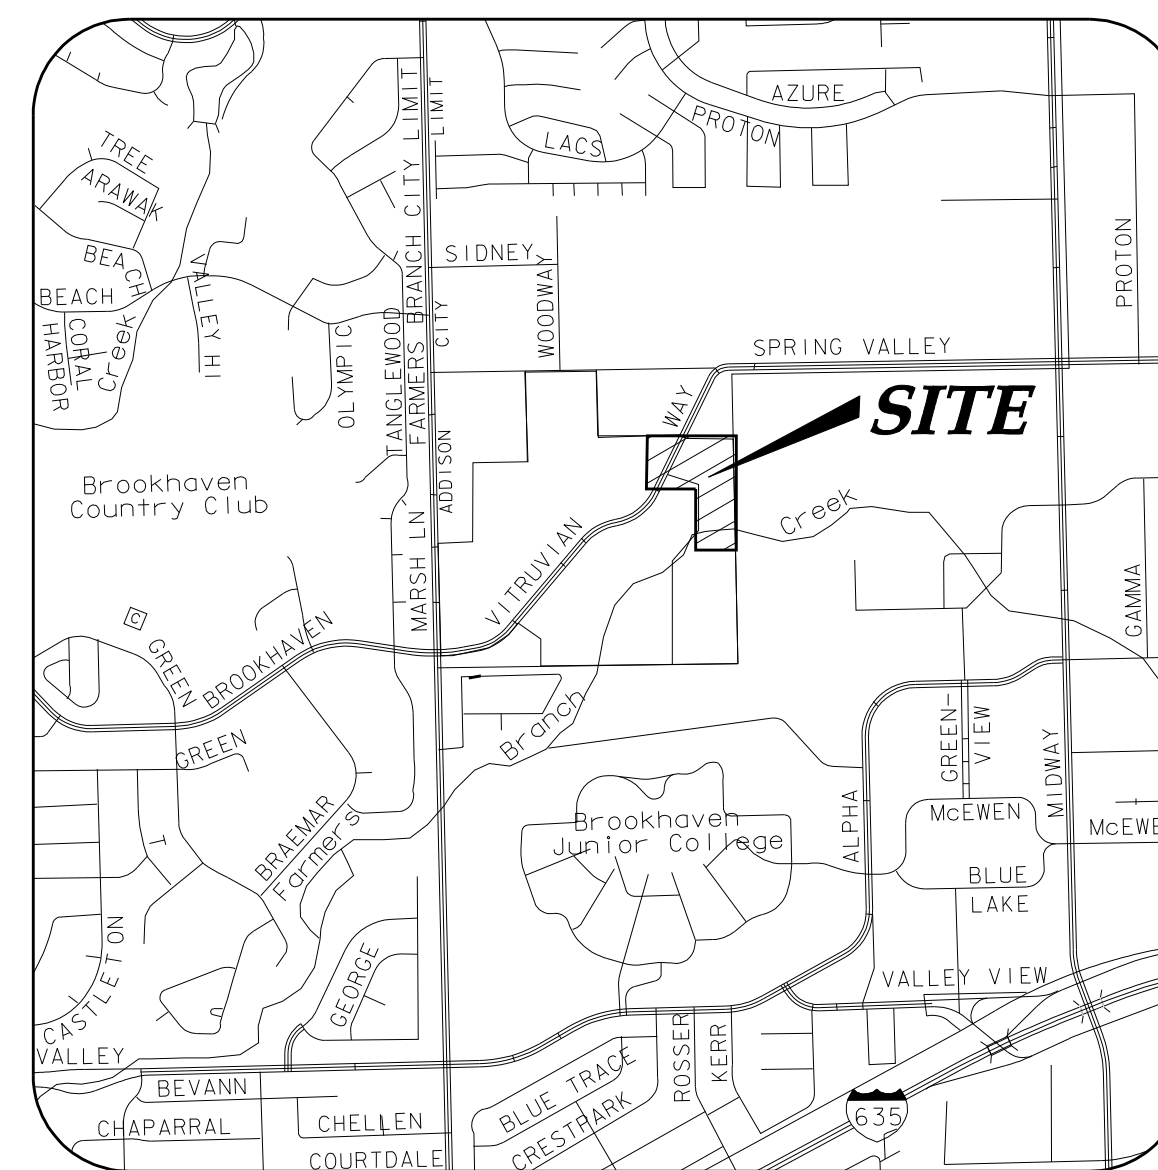 AZURE
PROTON
LACS
TREE
ARAWAK
BEACH
BEACH
VALLEY HI
CORAL
HARBOR
Creek
OLYMPIC
TANGLEWOOD
FARMERS BRANCH CITY LIMIT
ADDISON CITY LIMIT
SIDNEY
WOODWAY
PROTON
SPRING VALLEY
WAY
SITE
Brookhaven
Country Club
Creek
VITRUVIAN
MARSH LN
GAMMA
C
GREEN
BROOKHAVEN
GREEN
Branch
GREEN-
VIEW
MIDWAY
ALPHA
McEWEN
McEWE
Brookhaven
Junior College
BRAEMAR
Farmers
T
BLUE
LAKE
CASTLETON
GEORGE
VALLEY VIEW
VALLEY
BEVANN
CHAPARRAL
CHELLEN
COURTDALE
BLUE TRACE
CRESTPARK
ROSSER
KERR
635